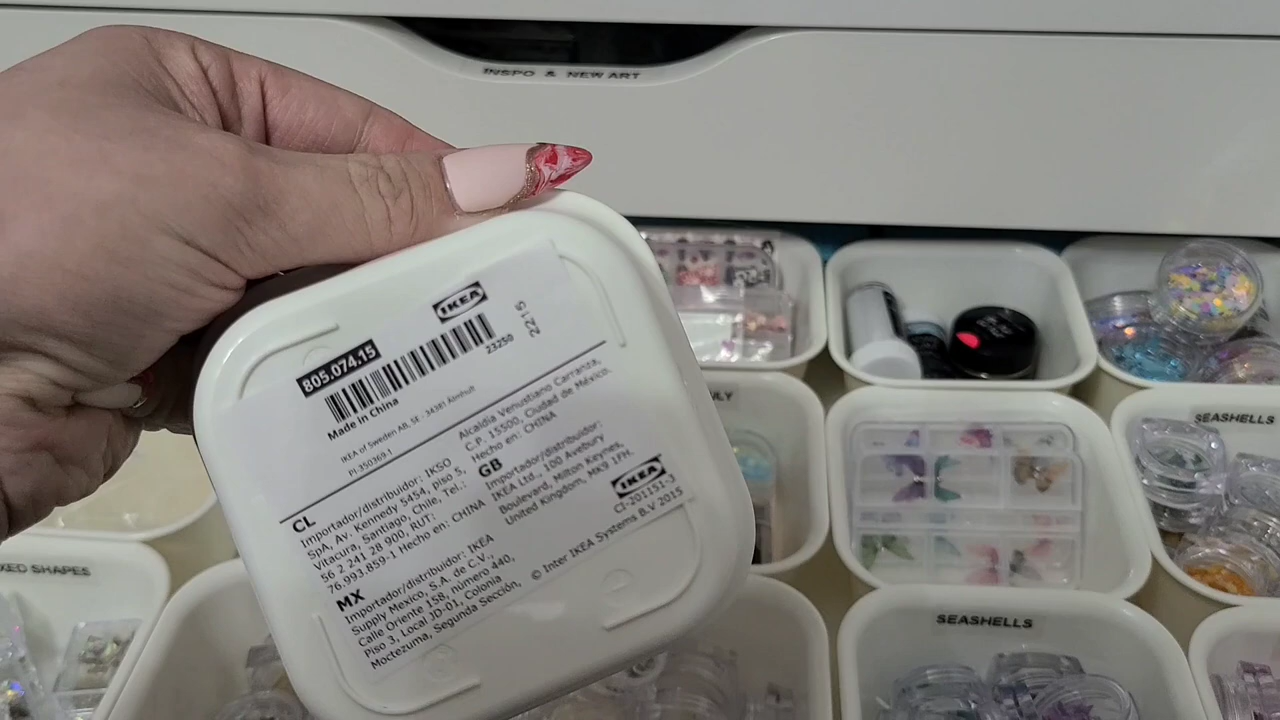 INSPO & NEW ART
IKEA
805.074.15
23250
2215
Made in China
IKEA of Sweden AB, SE - 34381 Älmhult
PI-350369-1
CL
Importador/distribuidor: IKSO
SpA, Av. Kennedy 5454, piso 5,
Vitacura, Santiago Chile, Tel.:
56 2 24 28 900, RUT:
76.993.859-1 Hecho en: CHINA
MX
Importador/distribuidor: IKEA
Supply Mexico, S.A. de C.V.,
Calle Oriente 158, número 440,
Piso 3, Local JD-01, Colonia
Moctezuma, Segunda Sección,
Alcaldía Venustiano Carranza,
C.P. 15500, Ciudad de México.
Hecho en: CHINA
GB
Importador/distribuidor:
IKEA Ltd., 100 Avebury
Boulevard, Milton Keynes,
United Kingdom, MK9 1FH.
IKEA
CI-201151-3
© Inter IKEA Systems B.V 2015
SEASHELLS
SHAPES
SEASHELLS